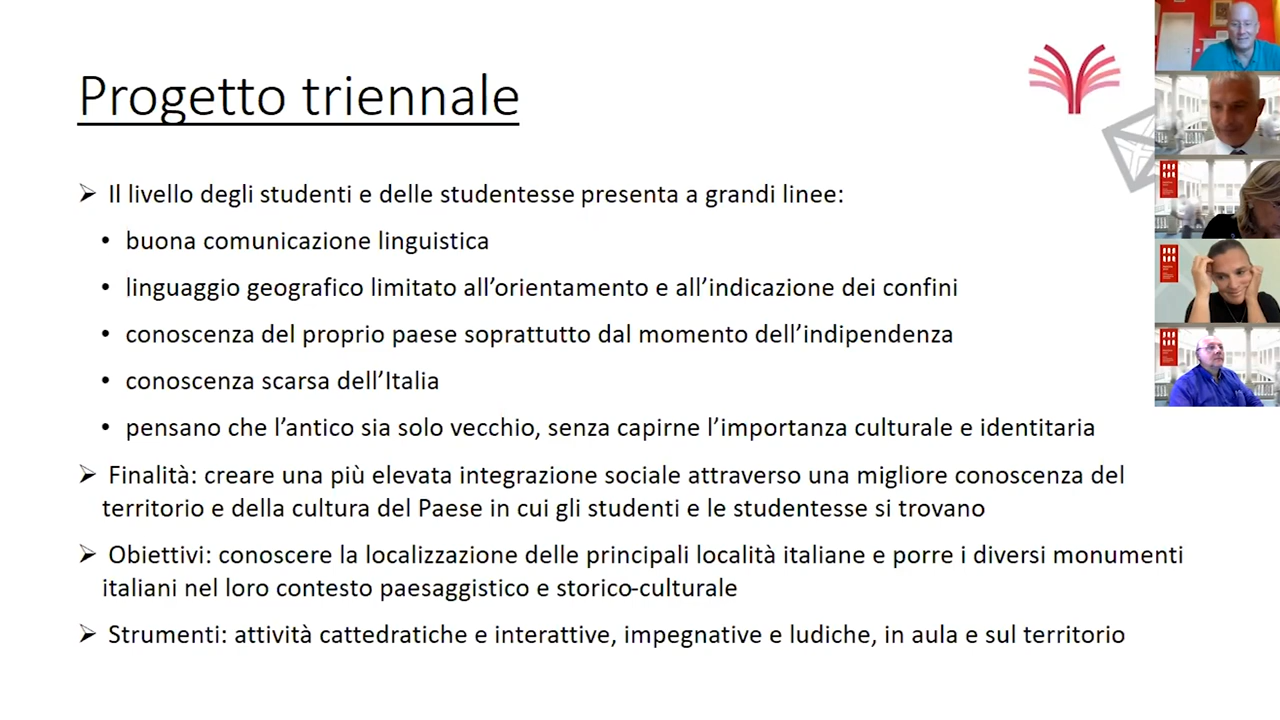 Progetto triennale
Il livello degli studenti e delle studentesse presenta a grandi linee:
buona comunicazione linguistica
linguaggio geografico limitato all’orientamento e all’indicazione dei confini
conoscenza del proprio paese soprattutto dal momento dell’indipendenza
conoscenza scarsa dell’Italia
pensano che l’antico sia solo vecchio, senza capirne l’importanza culturale e identitaria
Finalità: creare una più elevata integrazione sociale attraverso una migliore conoscenza del
territorio e della cultura del Paese in cui gli studenti e le studentesse si trovano
Obiettivi: conoscere la localizzazione delle principali località italiane e porre i diversi monumenti
italiani nel loro contesto paesaggistico e storico-culturale
Strumenti: attività cattedratiche e interattive, impegnative e ludiche, in aula e sul territorio